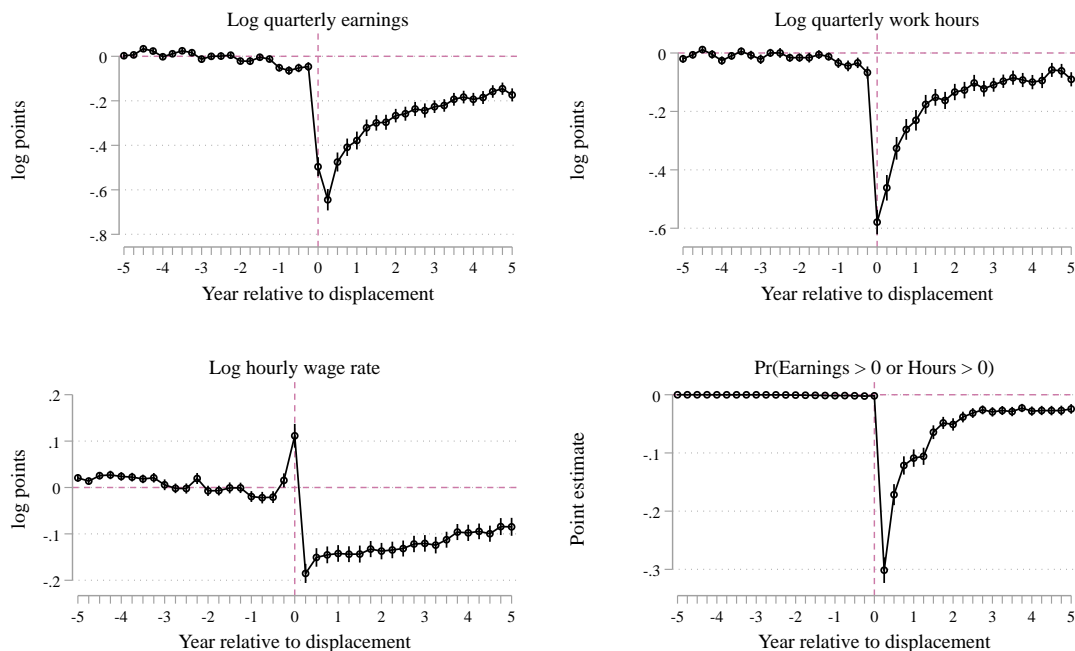 Log quarterly earnings
0
-.2
-.4
-.6
-.8
log points
-5 -4 -3 -2 -1 0 1 2 3 4 5
Year relative to displacement
Log quarterly work hours
0
-.2
-.4
-.6
log points
-5 -4 -3 -2 -1 0 1 2 3 4 5
Year relative to displacement
Log hourly wage rate
.2
.1
0
-.1
-.2
log points
-5 -4 -3 -2 -1 0 1 2 3 4 5
Year relative to displacement
Pr(Earnings > 0 or Hours > 0)
0
-.1
-.2
-.3
Point estimate
-5 -4 -3 -2 -1 0 1 2 3 4 5
Year relative to displacement